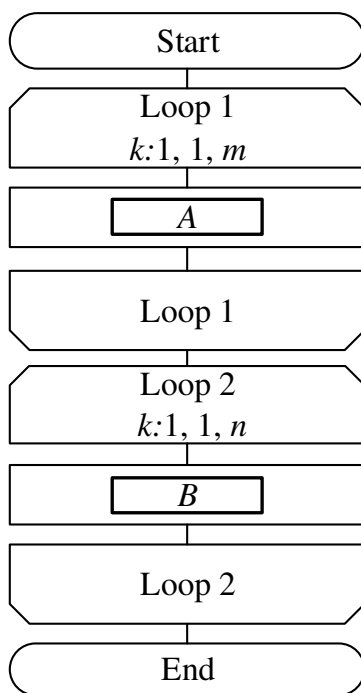 Start
Loop 1
k:1, 1, m
A
Loop 1
Loop 2
k:1, 1, n
B
Loop 2
End